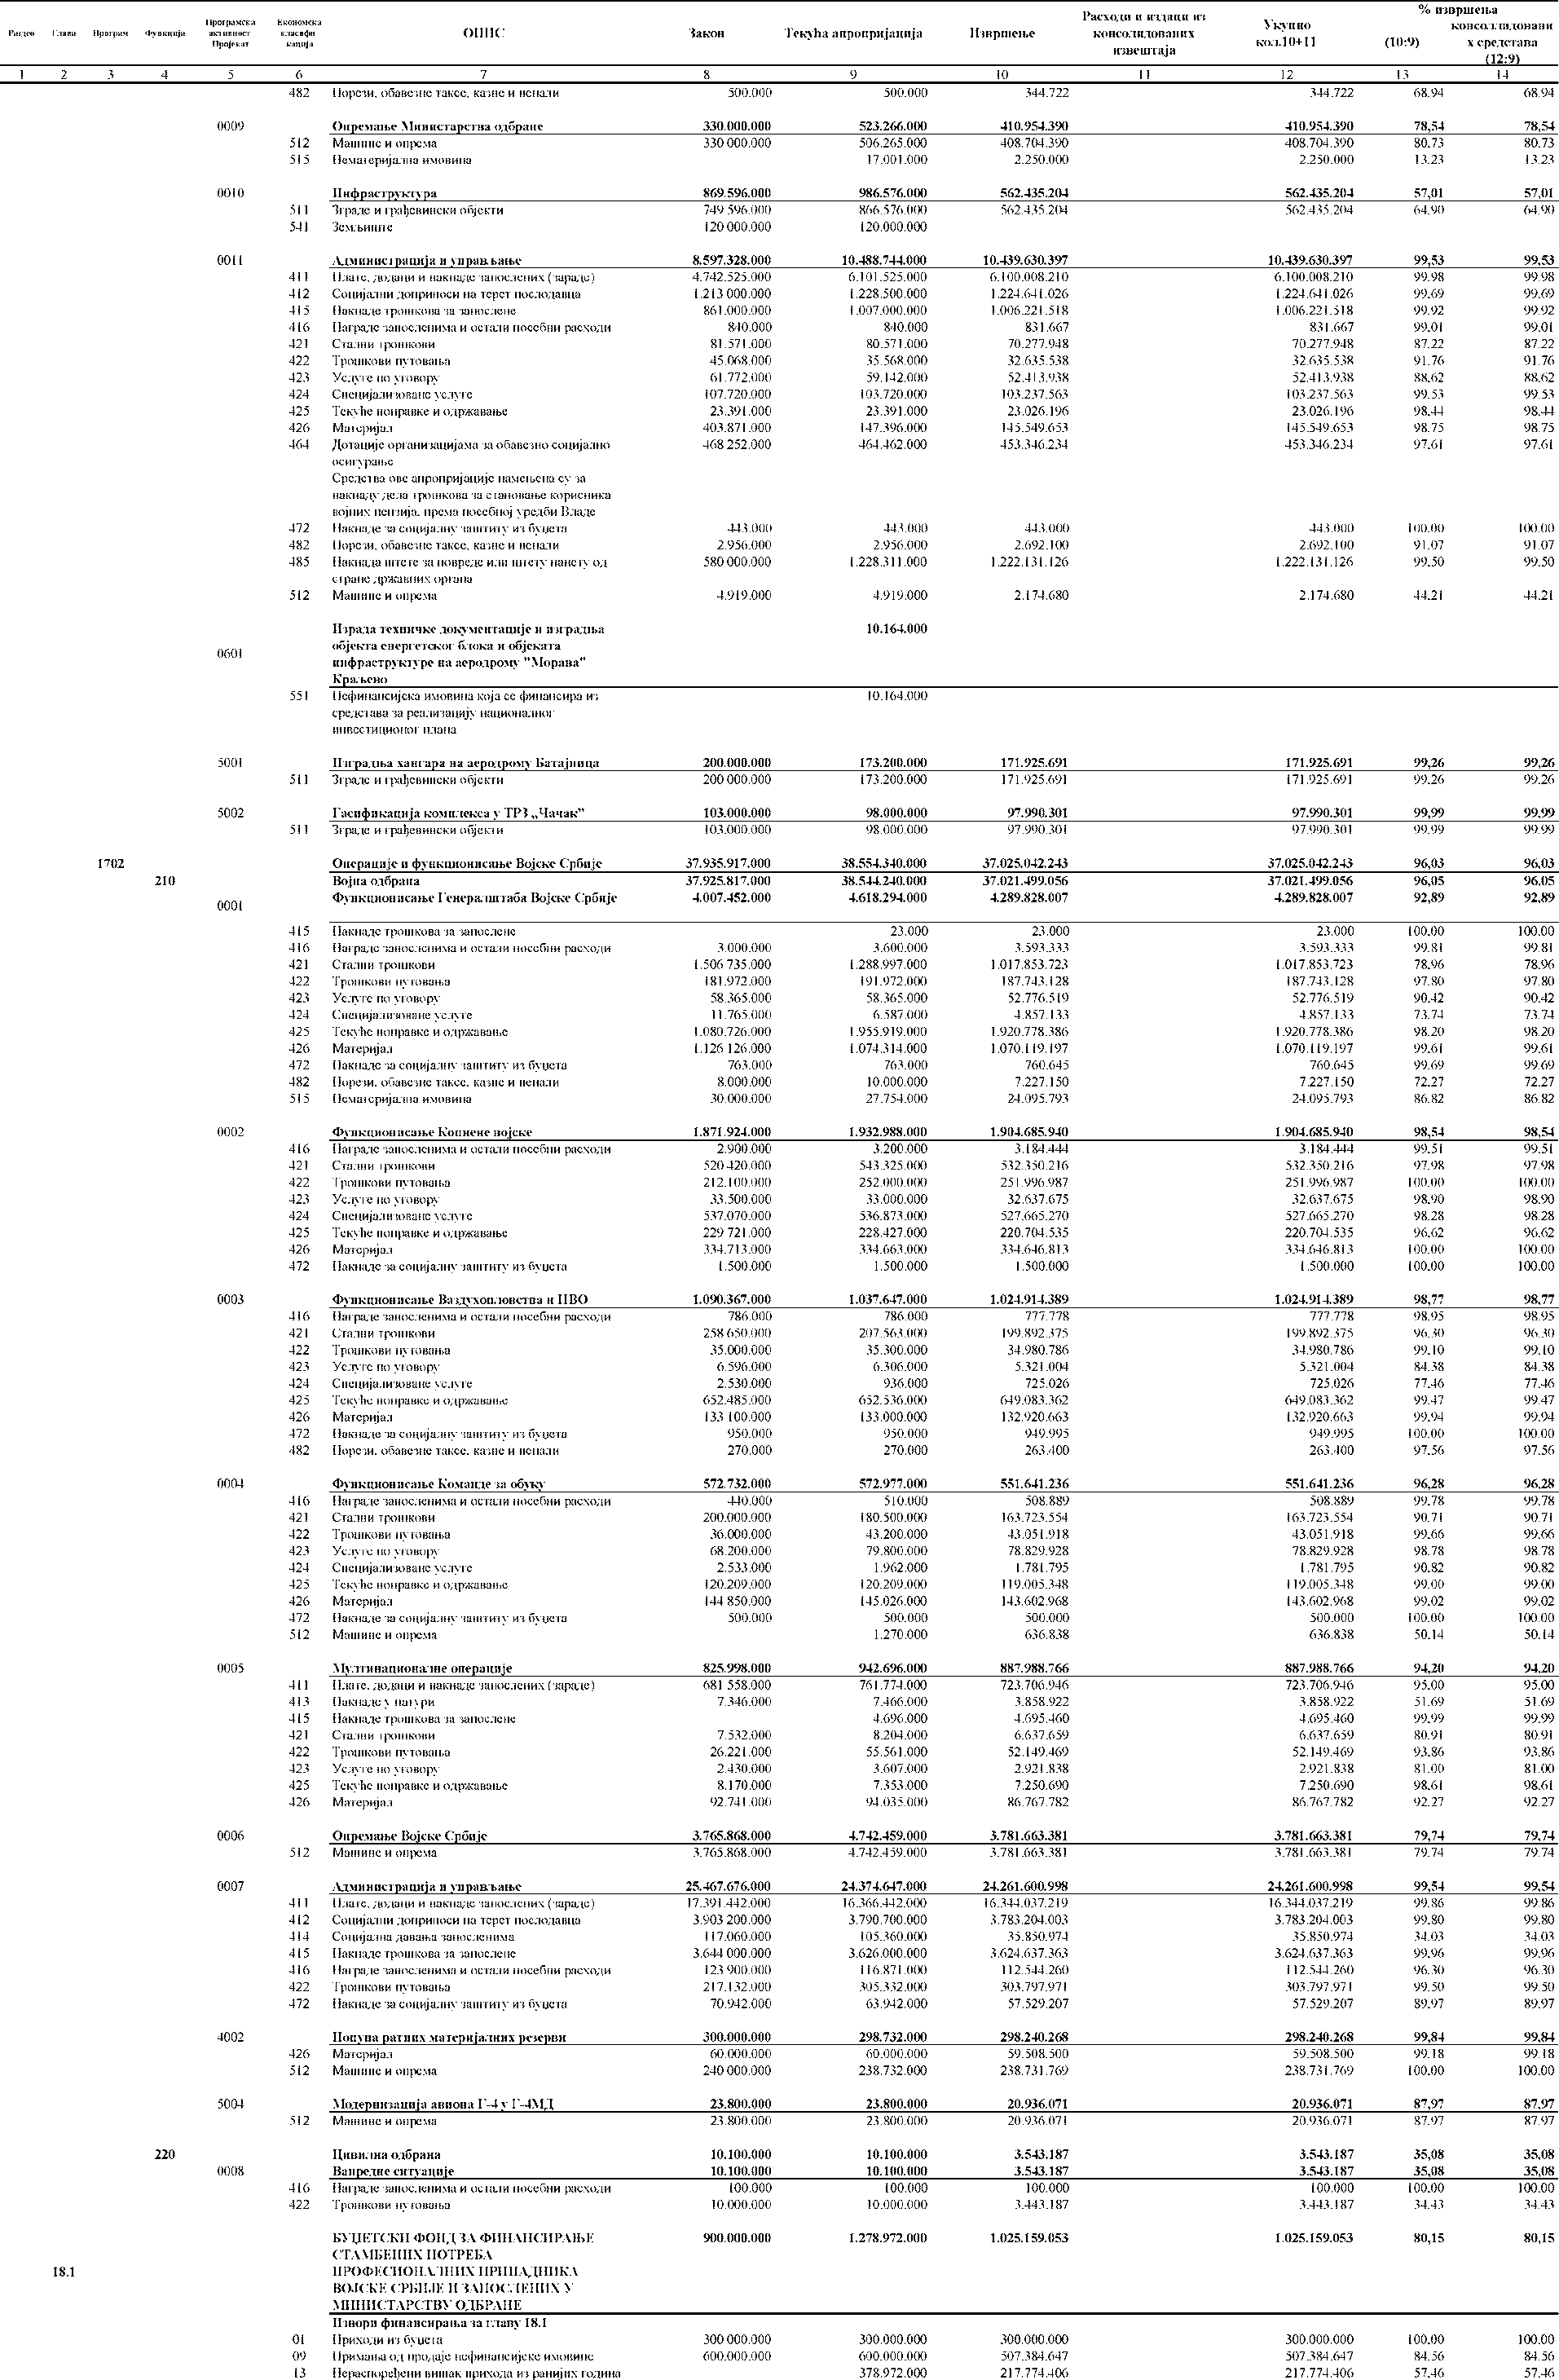 Раздео Глава Програм Функција Програмска активност Пројекат Економска класификација ОПИС Закон Текућа апропријација Извршење Расходи и издаци из консолидованих извештаја Укупно кол.10+11 % извршења (10:9) консолидованих средстава (12:9)
1 2 3 4 5 6 7 8 9 10 11 12 13 14
482 Порези, обавезне таксе, казне и пенали 500.000 500.000 344.722 344.722 68.94 68.94
0009 Опремање Министарства одбране 330.000.000 523.266.000 410.954.390 410.954.390 78,54 78,54
512 Машине и опрема 330 000.000 506.265.000 408.704.390 408.704.390 80.73 80.73
515 Нематеријална имовина 17.001.000 2.250.000 2.250.000 13.23 13.23
0010 Инфраструктура 869.596.000 986.576.000 562.435.204 562.435.204 57,01 57,01
511 Зграде и грађевински објекти 749 596.000 866.576.000 562.435.204 562.435.204 64.90 64.90
541 Земљиште 120 000.000 120.000.000
0011 Администрација и управљање 8.597.328.000 10.488.744.000 10.439.630.397 10.439.630.397 99,53 99,53
411 Плате, додаци и накнаде запослених (зараде) 4.742.525.000 6.101.525.000 6.100.008.210 6.100.008.210 99.98 99.98
412 Социјални доприноси на терет послодавца 1.213 000.000 1.228.500.000 1.224.641.026 1.224.641.026 99.69 99.69
415 Накнаде трошкова за запослене 861.000.000 1.007.000.000 1.006.221.518 1.006.221.518 99.92 99.92
416 Награде запосленима и остали посебни расходи 840.000 840.000 831.667 831.667 99.01 99.01
421 Стални трошкови 81.571.000 80.571.000 70.277.948 70.277.948 87.22 87.22
422 Трошкови путовања 45.068.000 35.568.000 32.635.538 32.635.538 91.76 91.76
423 Услуге по уговору 61.772.000 59.142.000 52.413.938 52.413.938 88.62 88.62
424 Специјализоване услуге 107.720.000 103.720.000 103.237.563 103.237.563 99.53 99.53
425 Текуће поправке и одржавање 23.391.000 23.391.000 23.026.196 23.026.196 98.44 98.44
426 Материјал 403.871.000 147.396.000 145.549.653 145.549.653 98.75 98.75
464 Дотације организацијама за обавезно социјално 468 252.000 464.462.000 453.346.234 453.346.234 97.61 97.61
осигурање
Средства ове апропријације намењена су за
накнаду дела трошкова за становање корисника
војних пензија, према посебној уредби Владе
472 Накнаде за социјалну заштиту из буџета 443.000 443.000 443.000 443.000 100.00 100.00
482 Порези, обавезне таксе, казне и пенали 2.956.000 2.956.000 2.692.100 2.692.100 91.07 91.07
485 Накнада штете за повреде или штету нанету од 580 000.000 1.228.311.000 1.222.131.126 1.222.131.126 99.50 99.50
стране државних органа
512 Машине и опрема 4.919.000 4.919.000 2.174.680 2.174.680 44.21 44.21
Израда техничке документације и изградња 10.164.000
објекта енергетског блока и објеката
0601
инфраструктуре на аеродрому "Морава"
Краљево
551 Нефинансијска имовина која се финансира из 10.164.000
средстава за реализацију националног
инвестиционог плана
5001 Изградња хангара на аеродрому Батајница 200.000.000 173.200.000 171.925.691 171.925.691 99,26 99,26
511 Зграде и грађевински објекти 200 000.000 173.200.000 171.925.691 171.925.691 99.26 99.26
5002 Гасификација комплекса у ТРЗ „Чачак” 103.000.000 98.000.000 97.990.301 97.990.301 99,99 99,99
511 Зграде и грађевински објекти 103.000.000 98.000.000 97.990.301 97.990.301 99.99 99.99
1702 Операције и функционисање Војске Србије 37.935.917.000 38.554.340.000 37.025.042.243 37.025.042.243 96,03 96,03
210 Војна одбрана 37.925.817.000 38.544.240.000 37.021.499.056 37.021.499.056 96,05 96,05
0001 Функционисање Генералштаба Војске Србије 4.007.452.000 4.618.294.000 4.289.828.007 4.289.828.007 92,89 92,89
415 Накнаде трошкова за запослене 23.000 23.000 23.000 100.00 100.00
416 Награде запосленима и остали посебни расходи 3.000.000 3.600.000 3.593.333 3.593.333 99.81 99.81
421 Стални трошкови 1.506 735.000 1.288.997.000 1.017.853.723 1.017.853.723 78.96 78.96
422 Трошкови путовања 181.972.000 191.972.000 187.743.128 187.743.128 97.80 97.80
423 Услуге по уговору 58.365.000 58.365.000 52.776.519 52.776.519 90.42 90.42
424 Специјализоване услуге 11.765.000 6.587.000 4.857.133 4.857.133 73.74 73.74
425 Текуће поправке и одржавање 1.080.726.000 1.955.919.000 1.920.778.386 1.920.778.386 98.20 98.20
426 Материјал 1.126 126.000 1.074.314.000 1.070.119.197 1.070.119.197 99.61 99.61
472 Накнаде за социјалну заштиту из буџета 763.000 763.000 760.645 760.645 99.69 99.69
482 Порези, обавезне таксе, казне и пенали 8.000.000 10.000.000 7.227.150 7.227.150 72.27 72.27
515 Нематеријална имовина 30.000.000 27.754.000 24.095.793 24.095.793 86.82 86.82
0002 Функционисање Копнене војске 1.871.924.000 1.932.988.000 1.904.685.940 1.904.685.940 98,54 98,54
416 Награде запосленима и остали посебни расходи 2.900.000 3.200.000 3.184.444 3.184.444 99.51 99.51
421 Стални трошкови 520 420.000 543.325.000 532.350.216 532.350.216 97.98 97.98
422 Трошкови путовања 212.100.000 252.000.000 251.996.987 251.996.987 100.00 100.00
423 Услуге по уговору 33.500.000 33.000.000 32.637.675 32.637.675 98.90 98.90
424 Специјализоване услуге 537.070.000 536.873.000 527.665.270 527.665.270 98.28 98.28
425 Текуће поправке и одржавање 229 721.000 228.427.000 220.704.535 220.704.535 96.62 96.62
426 Материјал 334.713.000 334.663.000 334.646.813 334.646.813 100.00 100.00
472 Накнаде за социјалну заштиту из буџета 1.500.000 1.500.000 1.500.000 1.500.000 100.00 100.00
0003 Функционисање Ваздухопловства и ПВО 1.090.367.000 1.037.647.000 1.024.914.389 1.024.914.389 98,77 98,77
416 Награде запосленима и остали посебни расходи 786.000 786.000 777.778 777.778 98.95 98.95
421 Стални трошкови 258 650.000 207.563.000 199.892.375 199.892.375 96.30 96.30
422 Трошкови путовања 35.000.000 35.300.000 34.980.786 34.980.786 99.10 99.10
423 Услуге по уговору 6.596.000 6.306.000 5.321.004 5.321.004 84.38 84.38
424 Специјализоване услуге 2.530.000 936.000 725.026 725.026 77.46 77.46
425 Текуће поправке и одржавање 652.485.000 652.536.000 649.083.362 649.083.362 99.47 99.47
426 Материјал 133 100.000 133.000.000 132.920.663 132.920.663 99.94 99.94
472 Накнаде за социјалну заштиту из буџета 950.000 950.000 949.995 949.995 100.00 100.00
482 Порези, обавезне таксе, казне и пенали 270.000 270.000 263.400 263.400 97.56 97.56
0004 Функционисање Команде за обуку 572.732.000 572.977.000 551.641.236 551.641.236 96,28 96,28
416 Награде запосленима и остали посебни расходи 440.000 510.000 508.889 508.889 99.78 99.78
421 Стални трошкови 200.000.000 180.500.000 163.723.554 163.723.554 90.71 90.71
422 Трошкови путовања 36.000.000 43.200.000 43.051.918 43.051.918 99.66 99.66
423 Услуге по уговору 68.200.000 79.800.000 78.829.928 78.829.928 98.78 98.78
424 Специјализоване услуге 2.533.000 1.962.000 1.781.795 1.781.795 90.82 90.82
425 Текуће поправке и одржавање 120.209.000 120.209.000 119.005.348 119.005.348 99.00 99.00
426 Материјал 144 850.000 145.026.000 143.602.968 143.602.968 99.02 99.02
472 Накнаде за социјалну заштиту из буџета 500.000 500.000 500.000 500.000 100.00 100.00
512 Машине и опрема 1.270.000 636.838 636.838 50.14 50.14
0005 Мултинационалне операције 825.998.000 942.696.000 887.988.766 887.988.766 94,20 94,20
411 Плате, додаци и накнаде запослених (зараде) 681 558.000 761.774.000 723.706.946 723.706.946 95.00 95.00
413 Накнаде у натури 7.346.000 7.466.000 3.858.922 3.858.922 51.69 51.69
415 Накнаде трошкова за запослене 4.696.000 4.695.460 4.695.460 99.99 99.99
421 Стални трошкови 7.532.000 8.204.000 6.637.659 6.637.659 80.91 80.91
422 Трошкови путовања 26.221.000 55.561.000 52.149.469 52.149.469 93.86 93.86
423 Услуге по уговору 2.430.000 3.607.000 2.921.838 2.921.838 81.00 81.00
425 Текуће поправке и одржавање 8.170.000 7.353.000 7.250.690 7.250.690 98.61 98.61
426 Материјал 92.741.000 94.035.000 86.767.782 86.767.782 92.27 92.27
0006 Опремање Војске Србије 3.765.868.000 4.742.459.000 3.781.663.381 3.781.663.381 79,74 79,74
512 Машине и опрема 3.765.868.000 4.742.459.000 3.781.663.381 3.781.663.381 79.74 79.74
0007 Администрација и управљање 25.467.676.000 24.374.647.000 24.261.600.998 24.261.600.998 99,54 99,54
411 Плате, додаци и накнаде запослених (зараде) 17.391.442.000 16.366.442.000 16.344.037.219 16.344.037.219 99.86 99.86
412 Социјални доприноси на терет послодавца 3.903 200.000 3.790.700.000 3.783.204.003 3.783.204.003 99.80 99.80
414 Социјална давања запосленима 117.060.000 105.360.000 35.850.974 35.850.974 34.03 34.03
415 Накнаде трошкова за запослене 3.644 000.000 3.626.000.000 3.624.637.363 3.624.637.363 99.96 99.96
416 Награде запосленима и остали посебни расходи 123 900.000 116.871.000 112.544.260 112.544.260 96.30 96.30
422 Трошкови путовања 217.132.000 305.332.000 303.797.971 303.797.971 99.50 99.50
472 Накнаде за социјалну заштиту из буџета 70.942.000 63.942.000 57.529.207 57.529.207 89.97 89.97
4002 Попуна ратних материјалних резерви 300.000.000 298.732.000 298.240.268 298.240.268 99,84 99,84
426 Материјал 60.000.000 60.000.000 59.508.500 59.508.500 99.18 99.18
512 Машине и опрема 240 000.000 238.732.000 238.731.769 238.731.769 100.00 100.00
5004 Модернизација авиона Г-4 у Г-4МД 23.800.000 23.800.000 20.936.071 20.936.071 87,97 87,97
512 Машине и опрема 23.800.000 23.800.000 20.936.071 20.936.071 87.97 87.97
220 Цивилна одбрана 10.100.000 10.100.000 3.543.187 3.543.187 35,08 35,08
0008 Ванредне ситуације 10.100.000 10.100.000 3.543.187 3.543.187 35,08 35,08
416 Награде запосленима и остали посебни расходи 100.000 100.000 100.000 100.000 100.00 100.00
422 Трошкови путовања 10.000.000 10.000.000 3.443.187 3.443.187 34.43 34.43
БУЏЕТСКИ ФОНД ЗА ФИНАНСИРАЊЕ 900.000.000 1.278.972.000 1.025.159.053 1.025.159.053 80,15 80,15
СТАМБЕНИХ ПОТРЕБА
18.1 ПРОФЕСИОНАЛНИХ ПРИПАДНИКА
ВОЈСКЕ СРБИЈЕ И ЗАПОСЛЕНИХ У
МИНИСТАРСТВУ ОДБРАНЕ
Извори финансирања за главу 18.1
01 Приходи из буџета 300 000.000 300.000.000 300.000.000 300.000.000 100.00 100.00
09 Примања од продаје нефинансијске имовине 600.000.000 600.000.000 507.384.647 507.384.647 84.56 84.56
13 Нераспоређени вишак прихода из ранијих година 378.972.000 217.774.406 217.774.406 57.46 57.46